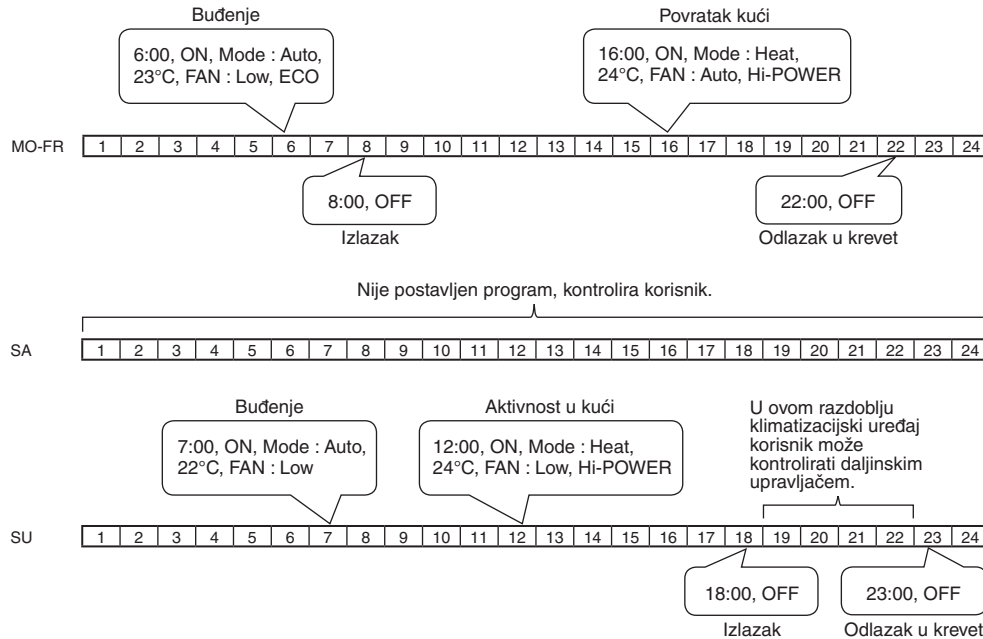 Buđenje
6:00, ON, Mode : Auto,
23°C, FAN : Low, ECO
Povratak kući
16:00, ON, Mode : Heat,
24°C, FAN : Auto, Hi-POWER
MO-FR 1 2 3 4 5 6 7 8 9 10 11 12 13 14 15 16 17 18 19 20 21 22 23 24
8:00, OFF
Izlazak
22:00, OFF
Odlazak u krevet
Nije postavljen program, kontrolira korisnik.
SA 1 2 3 4 5 6 7 8 9 10 11 12 13 14 15 16 17 18 19 20 21 22 23 24
Buđenje
7:00, ON, Mode : Auto,
22°C, FAN : Low
Aktivnost u kući
12:00, ON, Mode : Heat,
24°C, FAN : Low, Hi-POWER
U ovom razdoblju
klimatizacijski uređaj
korisnik može
kontrolirati daljinskim
upravljačem.
SU 1 2 3 4 5 6 7 8 9 10 11 12 13 14 15 16 17 18 19 20 21 22 23 24
18:00, OFF
Izlazak
23:00, OFF
Odlazak u krevet